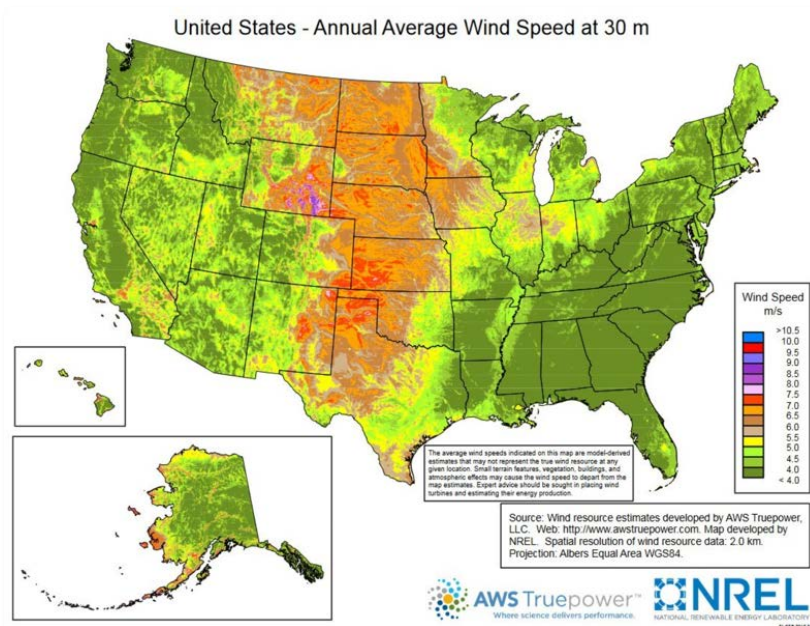 United States - Annual Average Wind Speed at 30 m
Wind Speed
m/s
>10.5
10.5
10.0
9.5
9.0
8.5
8.0
7.5
7.0
6.5
6.0
5.5
5.0
4.5
4.0
< 4.0
The average wind speeds indicated on this map are model-derived
estimates that may not represent the true wind resource at any
given location. Small terrain features, vegetation, buildings, and
atmospheric effects may cause the wind speed to depart from the
map estimates. Expert advice should be sought in placing wind
turbines and estimating their energy production.
Source: Wind resource estimates developed by AWS Truepower,
LLC. Web: http://www.awstruepower.com. Map developed by
NREL. Spatial resolution of wind resource data: 2.0 km.
Projection: Albers Equal Area WGS84.
AWS Truepower™
Where science delivers performance.
NREL
NATIONAL RENEWABLE ENERGY LABORATORY